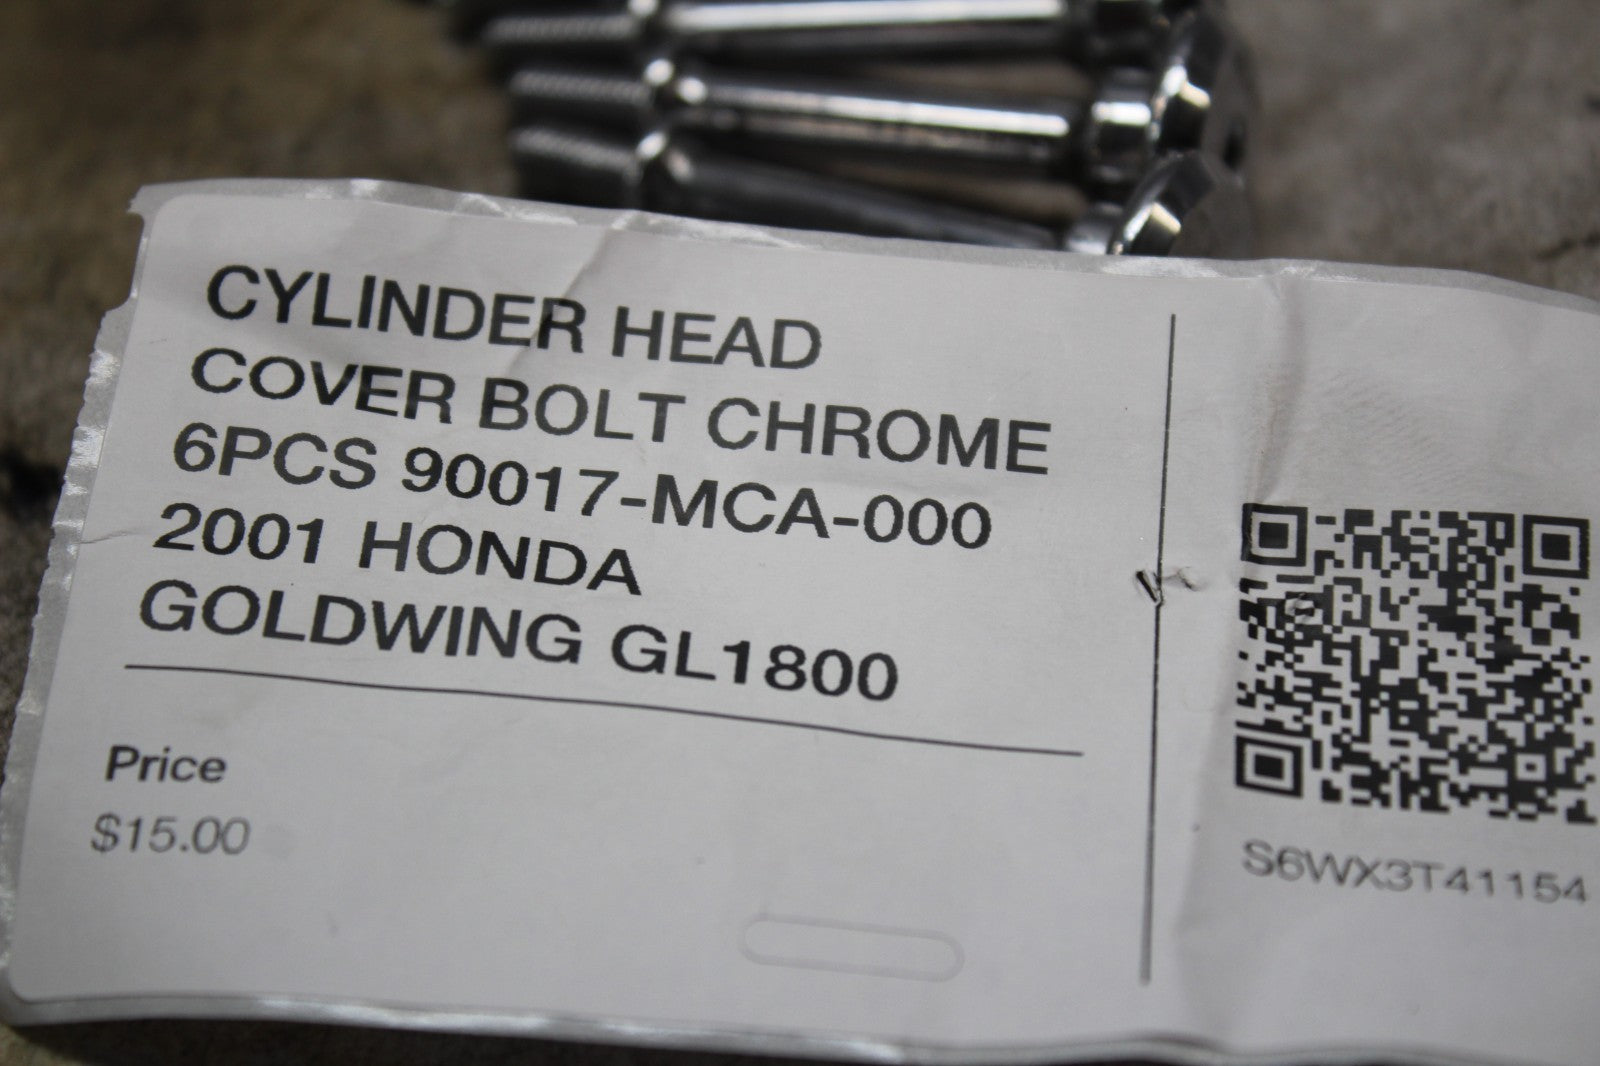 CYLINDER HEAD
COVER BOLT CHROME
6PCS 90017-MCA-000
2001 HONDA
GOLDWING GL1800
Price
$15.00
S6WX3T41154